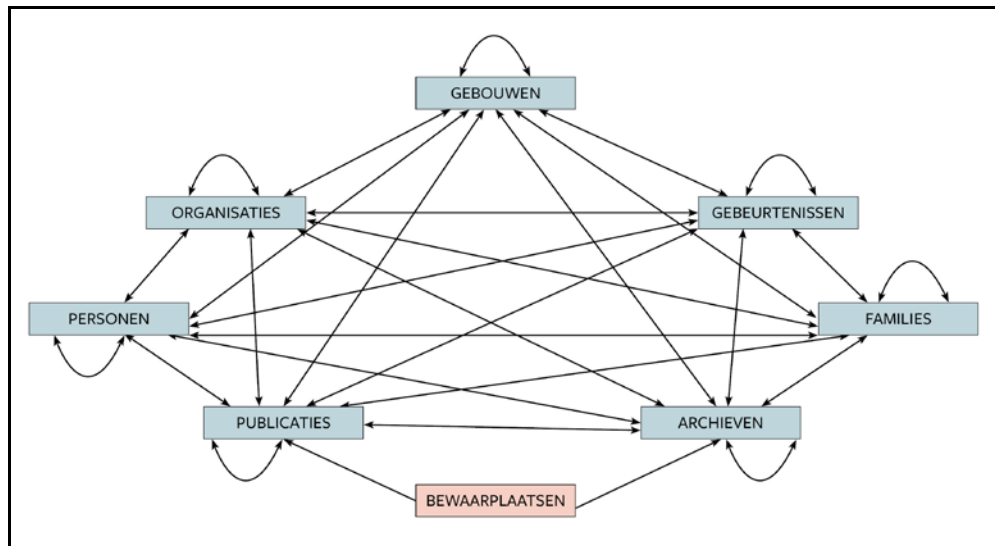 GEBOUWEN
ORGANISATIES
GEBEURTENISSEN
PERSONEN
FAMILIES
PUBLICATIES
ARCHIEVEN
BEWAARPLAATSEN